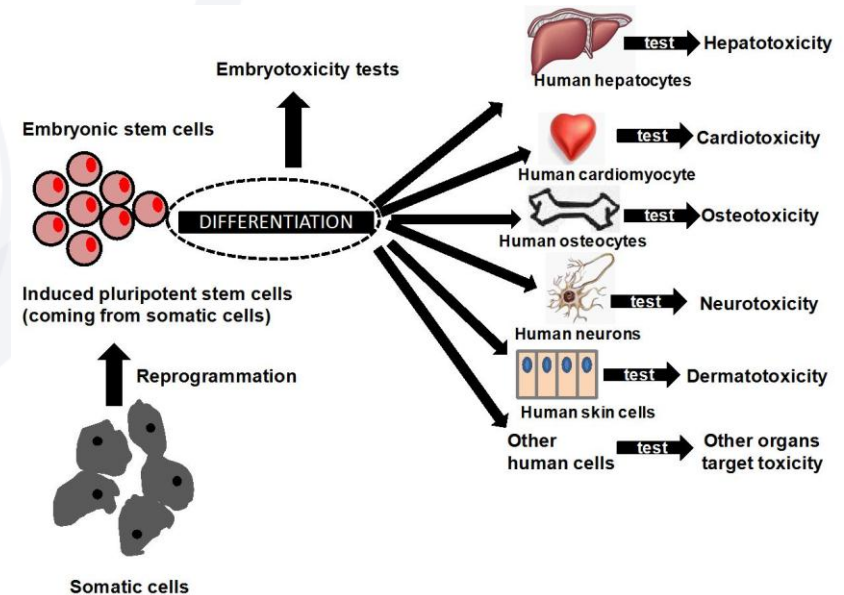 Embryotoxicity tests
Embryonic stem cells
DIFFERENTIATION
Induced pluripotent stem cells
(coming from somatic cells)
Reprogrammation
Somatic cells
Human hepatocytes
test
Hepatotoxicity
Human cardiomyocyte
test
Cardiotoxicity
Human osteocytes
test
Osteotoxicity
Human neurons
test
Neurotoxicity
Human skin cells
test
Dermatotoxicity
Other
human cells
test
Other organs
target toxicity